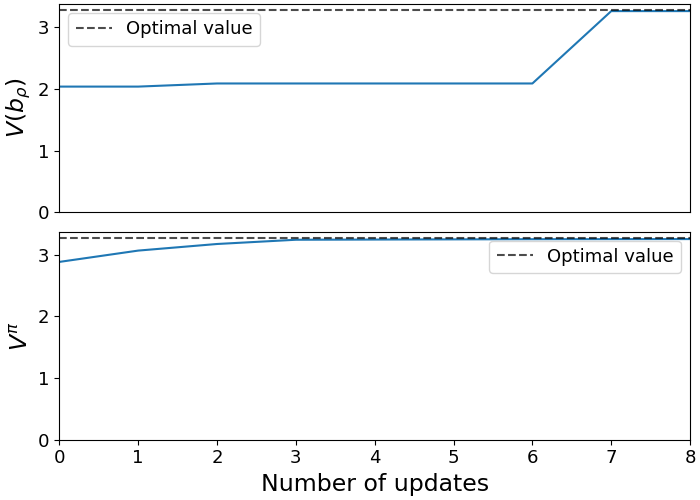 3
2
1
0
V(b_ρ)
Optimal value
3
2
1
0
V^π
Optimal value
0 1 2 3 4 5 6 7 8
Number of updates